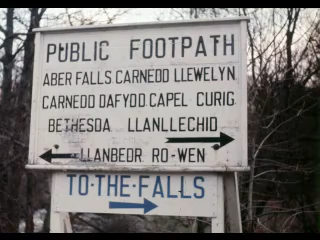 PUBLIC FOOTPATH
ABER FALLS. CARNEDD LLEWELYN
CARNEDD DAFYDD. CAPEL CURIG
BETHESDA LLANLLECHID
LLANBEDR RO-WEN
TO·THE·FALLS